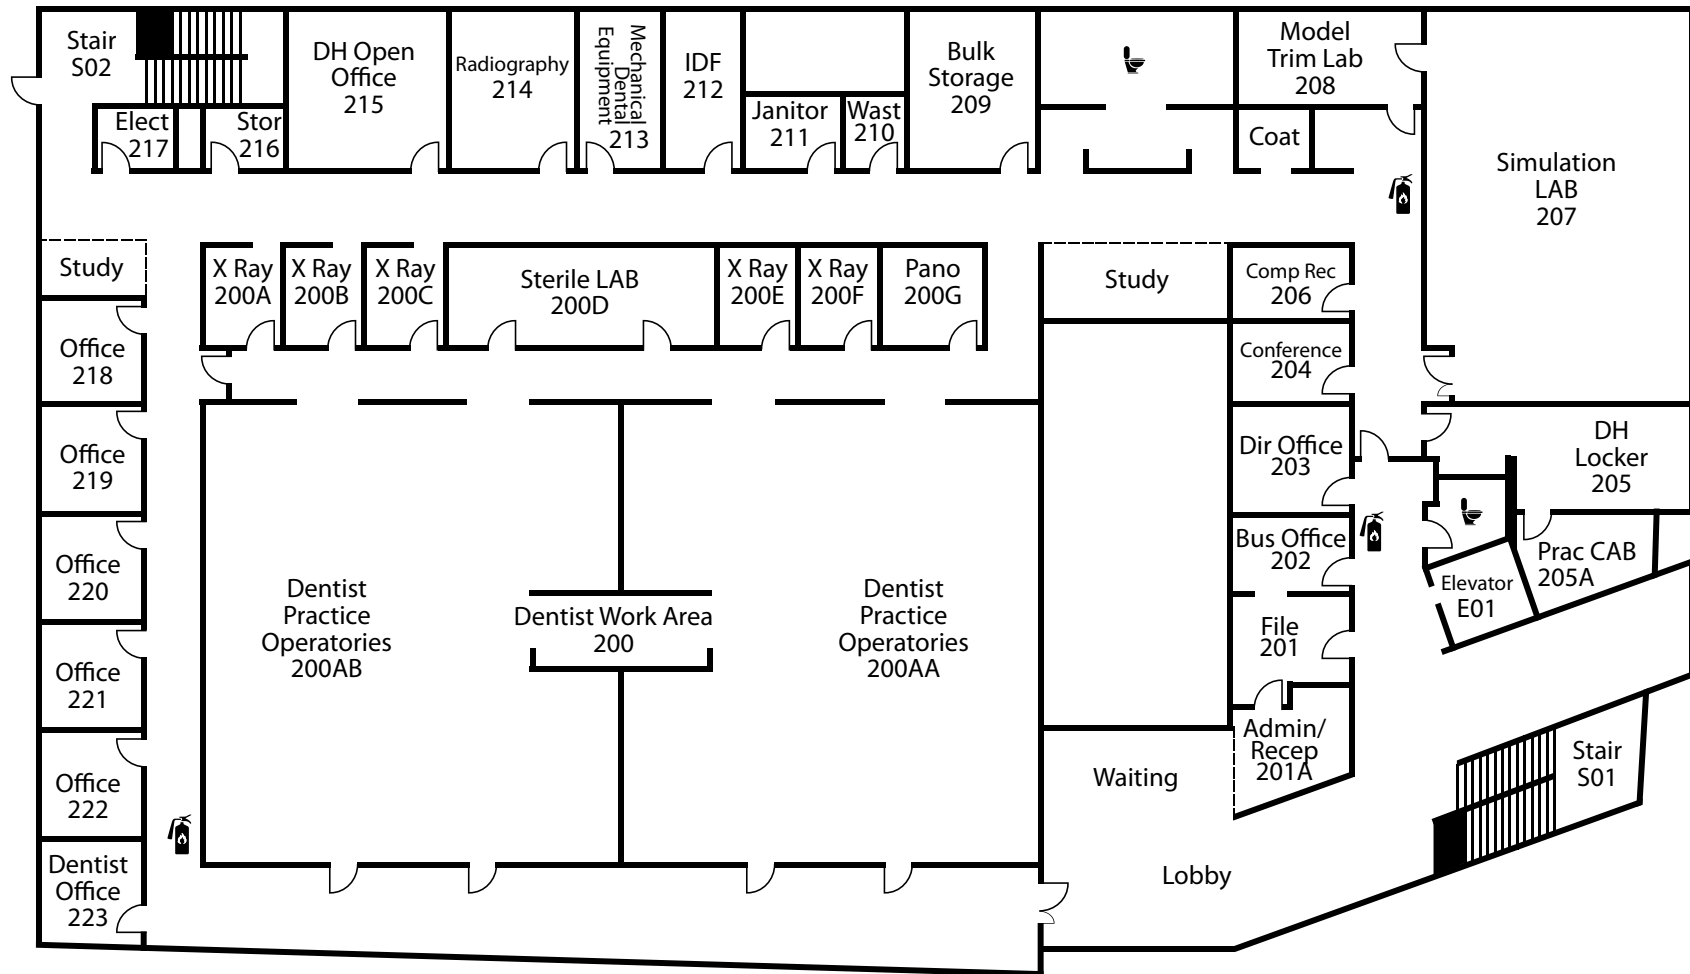 Stair
S02
DH Open
Office
215
Radiography
214
Mechanical
Dental
Equipment
213
IDF
212
Janitor
211
Wast
210
Bulk
Storage
209
Model
Trim Lab
208
Coat
Simulation
LAB
207
Elect
217
Stor
216
Study
X Ray
200A
X Ray
200B
X Ray
200C
Sterile LAB
200D
X Ray
200E
X Ray
200F
Pano
200G
Study
Comp Rec
206
Office
218
Conference
204
Office
219
Dir Office
203
DH
Locker
205
Office
220
Bus Office
202
Prac CAB
205A
Elevator
E01
Dentist
Practice
Operatories
200AB
Dentist Work Area
200
Dentist
Practice
Operatories
200AA
File
201
Office
221
Admin/
Recep
201A
Waiting
Stair
S01
Office
222
Dentist
Office
223
Lobby